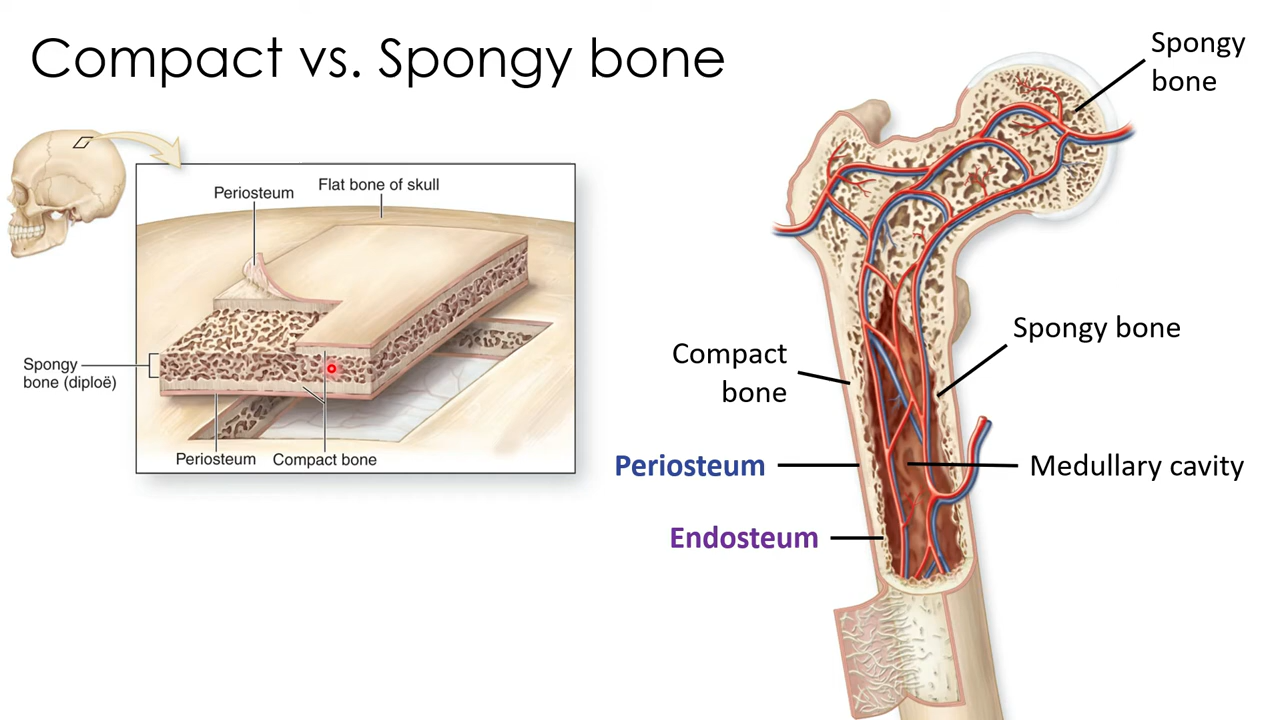 Compact vs. Spongy bone
Periosteum
Flat bone of skull
Spongy
bone (diploë)
Periosteum
Compact bone
Spongy
bone
Compact
bone
Spongy bone
Periosteum
Medullary cavity
Endosteum